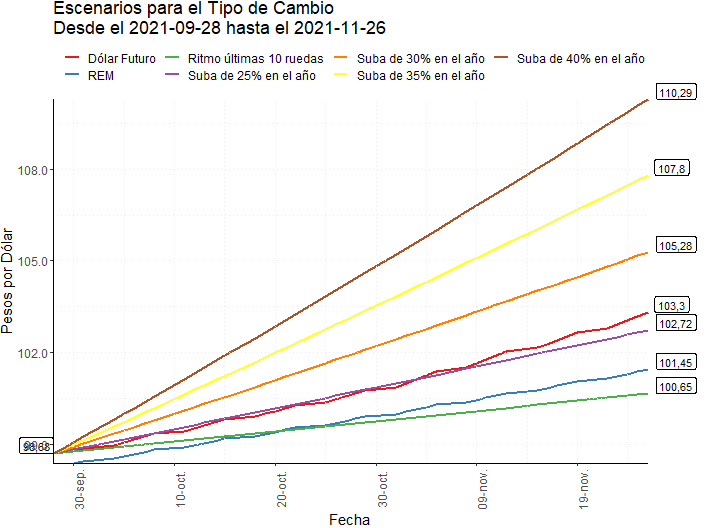 Escenarios para el Tipo de Cambio
Desde el 2021-09-28 hasta el 2021-11-26
Dólar Futuro
Ritmo últimas 10 ruedas
Suba de 30% en el año
Suba de 40% en el año
REM
Suba de 25% en el año
Suba de 35% en el año
110,29
108.0
107,8
105,28
105.0
103,3
102,72
102.0
101,45
100,65
Pesos por Dólar
30-sep.
10-oct.
20-oct.
30-oct.
09-nov.
19-nov.
Fecha